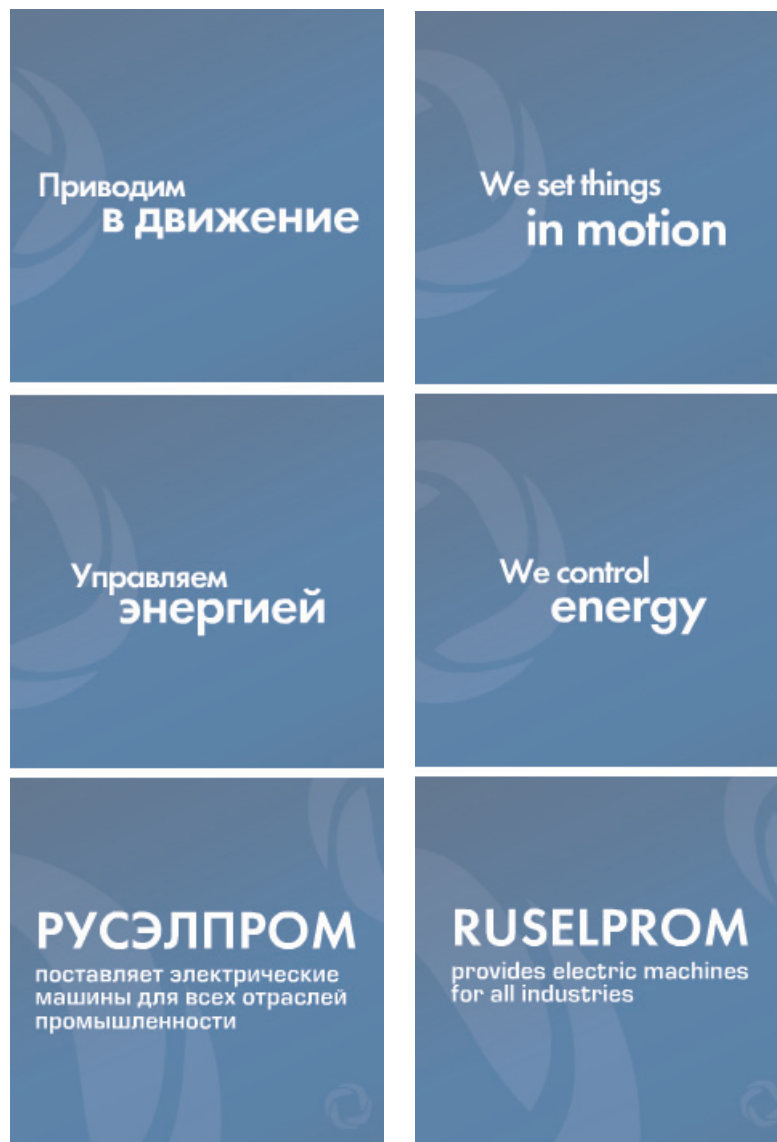 Приводим
в движение
We set things
in motion
Управляем
энергией
We control
energy
РУСЭЛПРОМ
поставляет электрические
машины для всех отраслей
промышленности
RUSELPROM
provides electric machines
for all industries